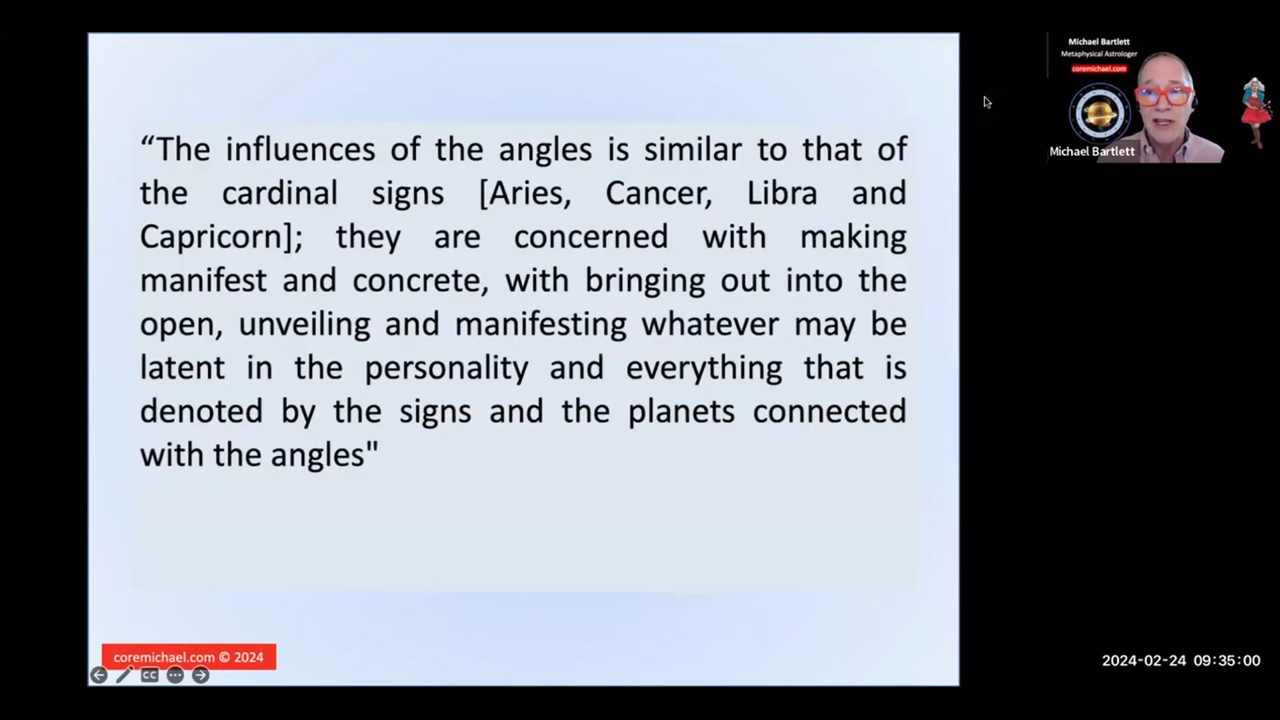 “The influences of the angles is similar to that of
the cardinal signs [Aries, Cancer, Libra and
Capricorn]; they are concerned with making
manifest and concrete, with bringing out into the
open, unveiling and manifesting whatever may be
latent in the personality and everything that is
denoted by the signs and the planets connected
with the angles"
coremichael.com © 2024
CC
Michael Bartlett
Metaphysical Astrologer
coremichael.com
Michael Bartlett
2024-02-24 09:35:00